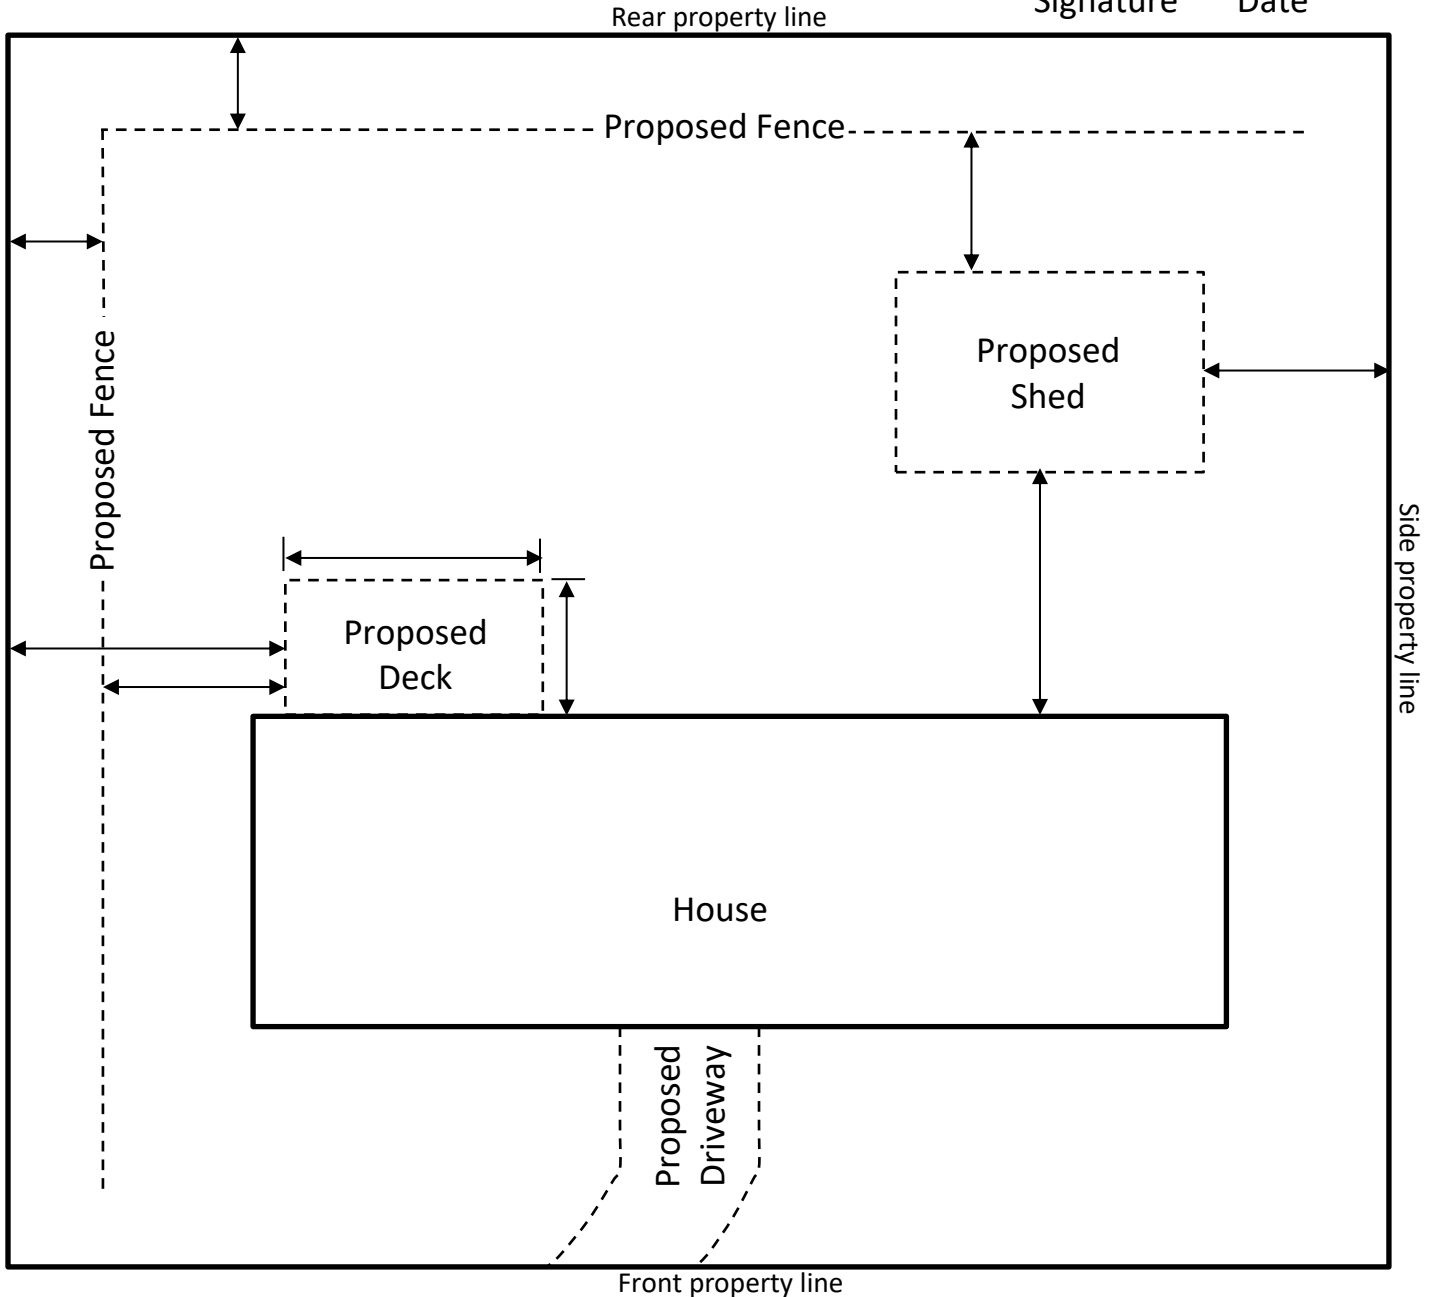 Signature Date
Rear property line
Proposed Fence
Proposed
Shed
Proposed Fence
Side property line
Proposed
Deck
House
Proposed
Driveway
Front property line